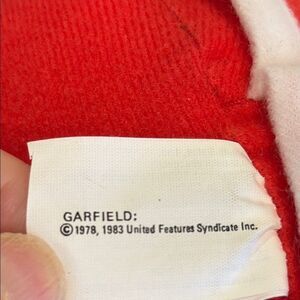 GARFIELD:
©1978, 1983 United Features Syndicate Inc.